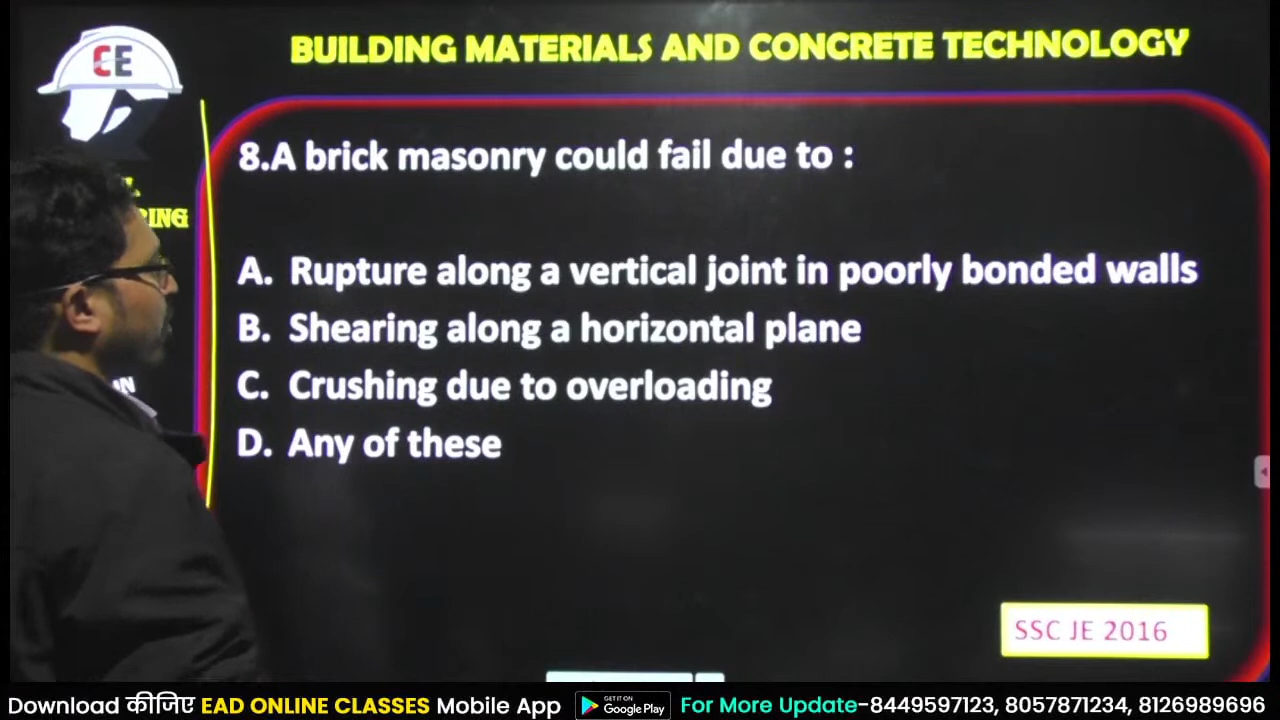 CE
BUILDING MATERIALS AND CONCRETE TECHNOLOGY
8.A brick masonry could fail due to :
A. Rupture along a vertical joint in poorly bonded walls
B. Shearing along a horizontal plane
C. Crushing due to overloading
D. Any of these
SSC JE 2016
Download कीजिए EAD ONLINE CLASSES Mobile App
GET IT ON
Google Play
For More Update-8449597123, 8057871234, 8126989696